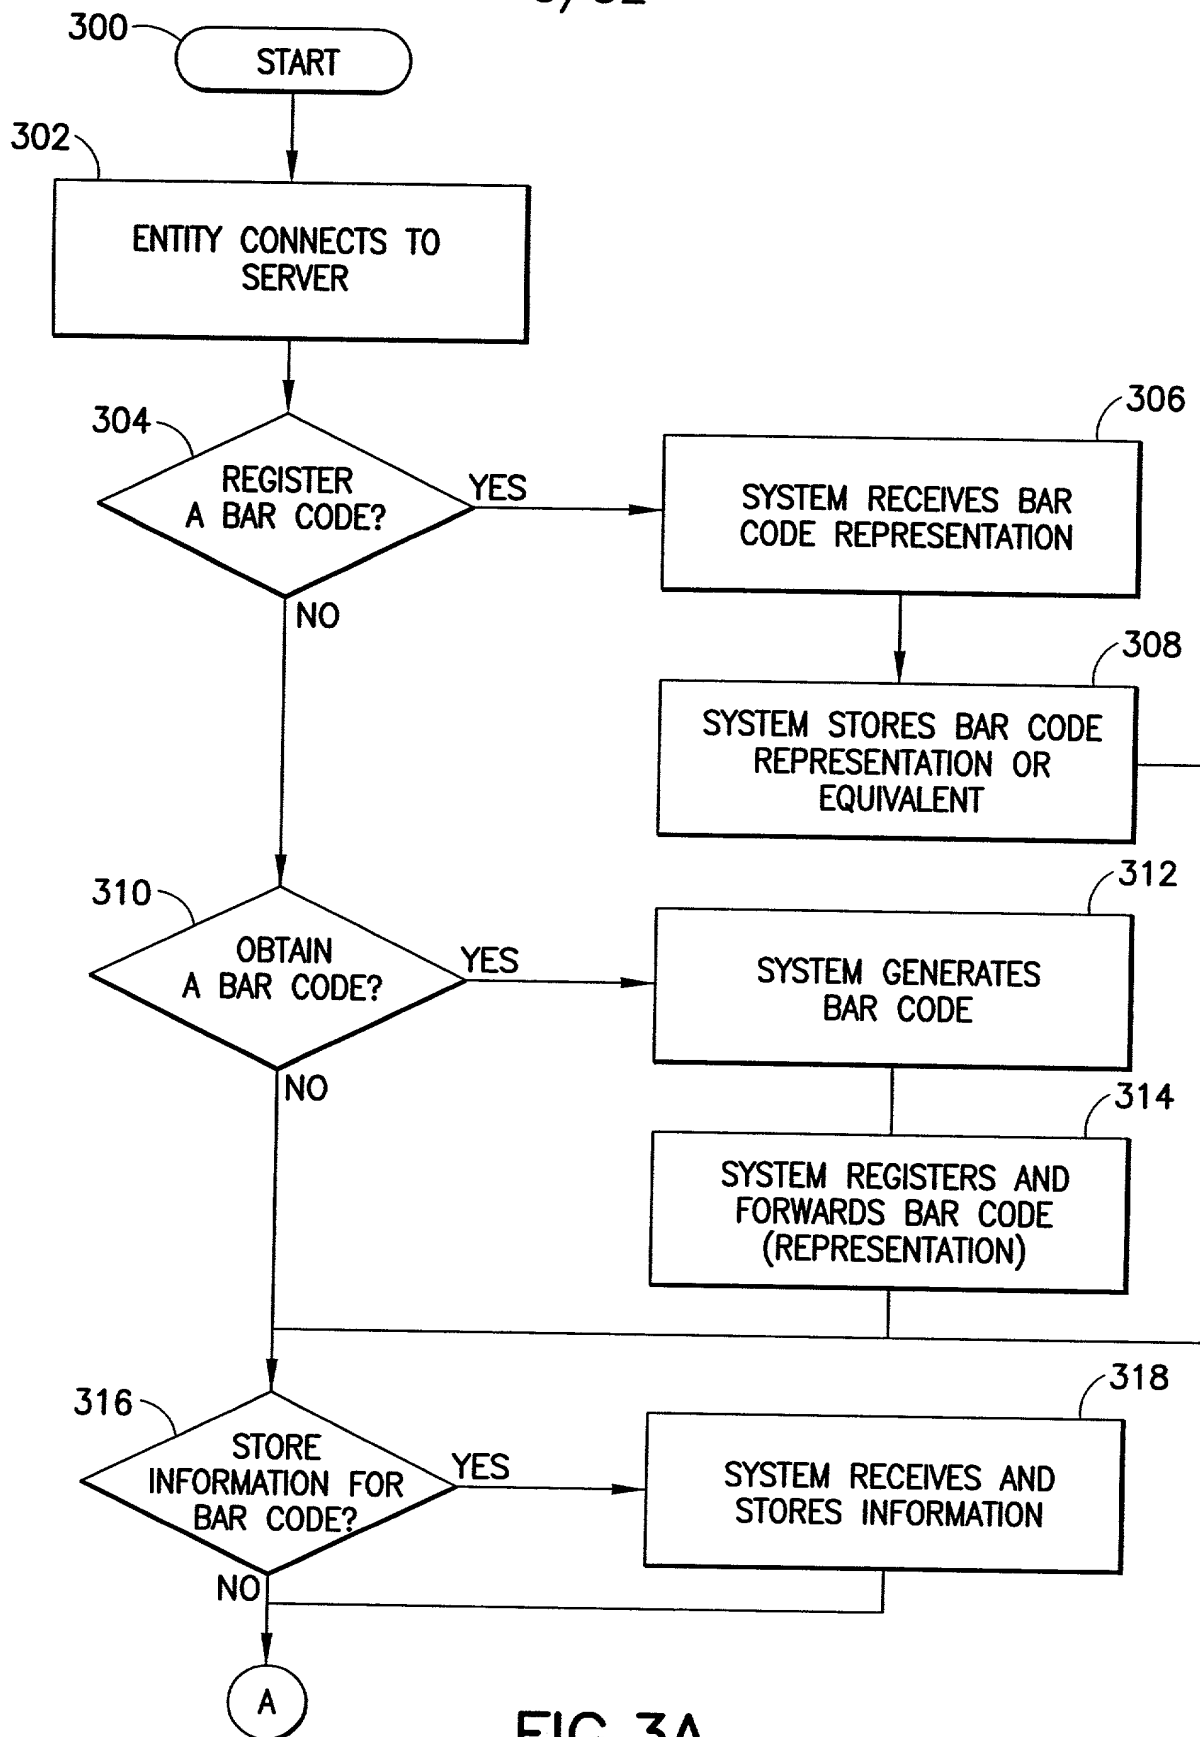 300
START
302
ENTITY CONNECTS TO
SERVER
304
REGISTER
A BAR CODE?
YES
NO
306
SYSTEM RECEIVES BAR
CODE REPRESENTATION
308
SYSTEM STORES BAR CODE
REPRESENTATION OR
EQUIVALENT
310
OBTAIN
A BAR CODE?
YES
NO
312
SYSTEM GENERATES
BAR CODE
314
SYSTEM REGISTERS AND
FORWARDS BAR CODE
(REPRESENTATION)
316
STORE
INFORMATION FOR
BAR CODE?
YES
NO
318
SYSTEM RECEIVES AND
STORES INFORMATION
A
FIG. 3A